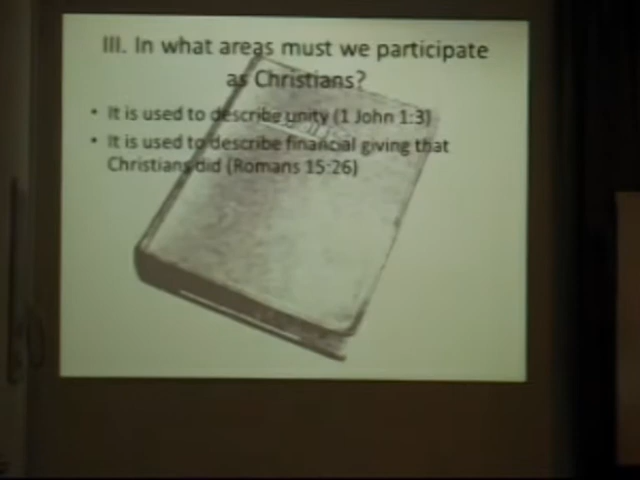 III. In what areas must we participate
as Christians?
• It is used to describe unity (1 John 1:3)
• It is used to describe financial giving that
Christians did (Romans 15:26)